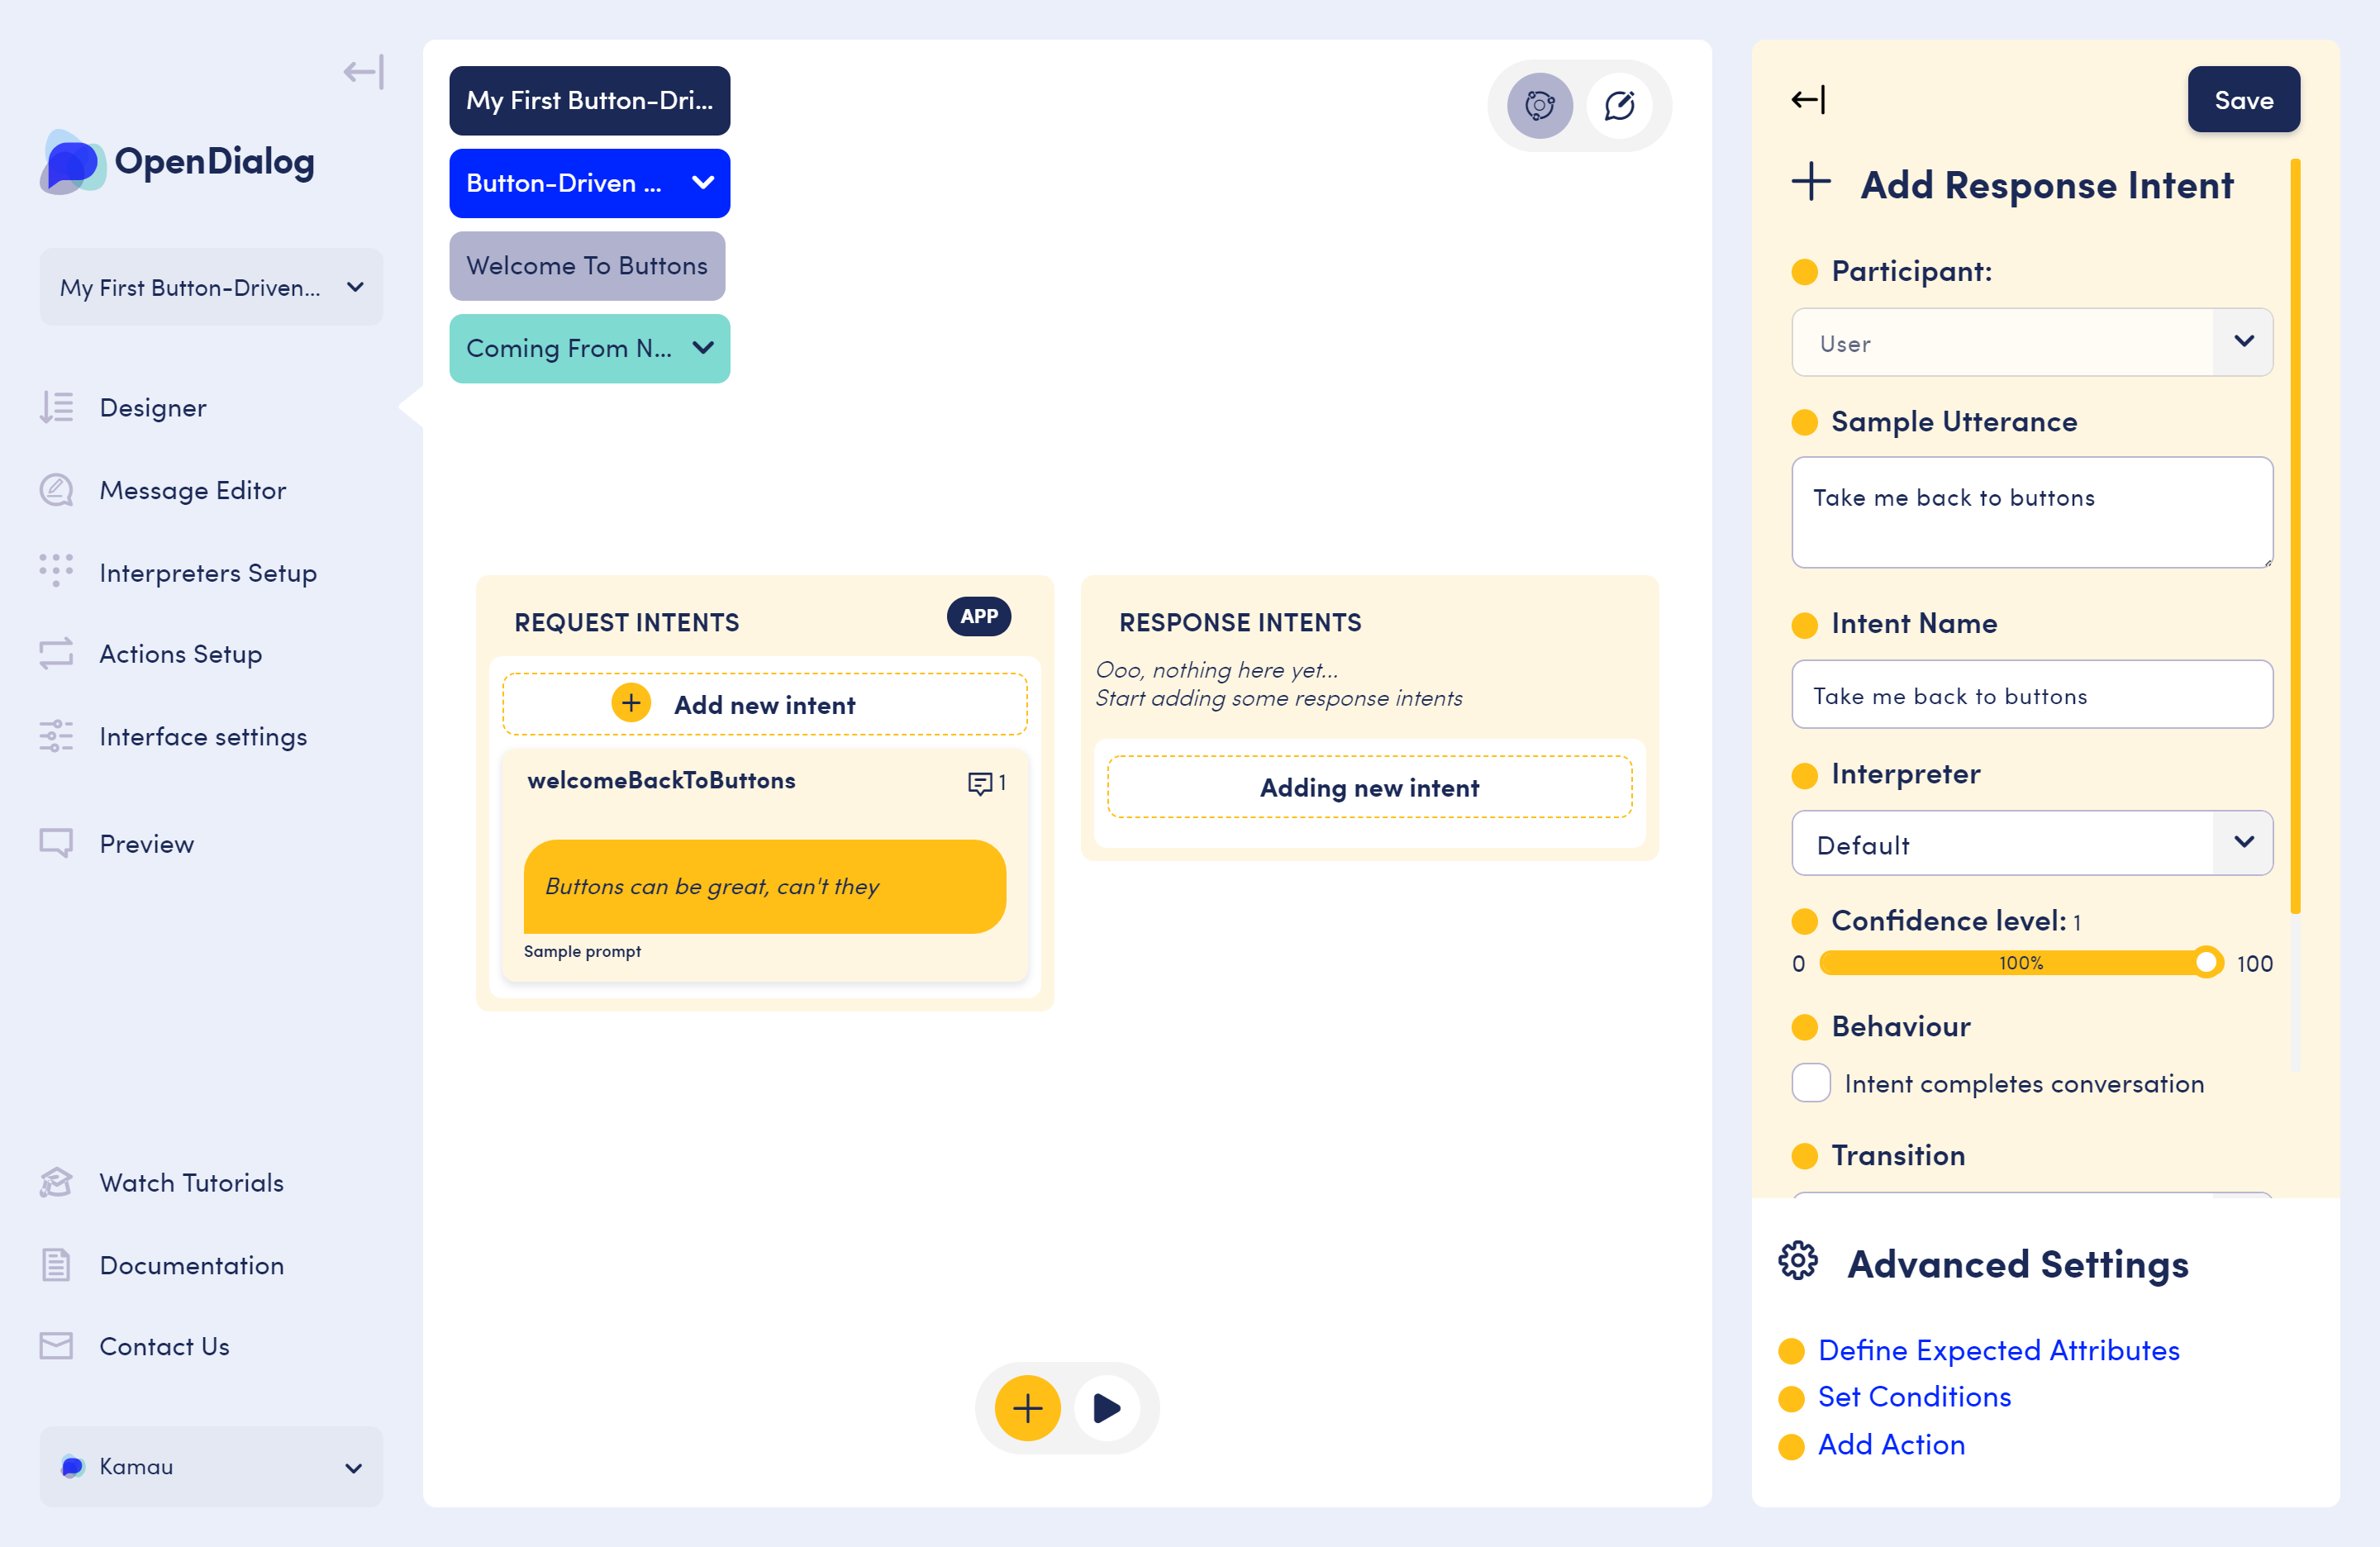 OpenDialog
My First Button-Driven...
Designer
Message Editor
Interpreters Setup
Actions Setup
Interface settings
Preview
Watch Tutorials
Documentation
Contact Us
Kamau
My First Button-Dri...
Button-Driven ...
Welcome To Buttons
Coming From N...
REQUEST INTENTS
APP
Add new intent
welcomeBackToButtons
1
Buttons can be great, can't they
Sample prompt
RESPONSE INTENTS
Ooo, nothing here yet...
Start adding some response intents
Adding new intent
Save
Add Response Intent
Participant:
User
Sample Utterance
Take me back to buttons
Intent Name
Take me back to buttons
Interpreter
Default
Confidence level: 1
0 100% 100
Behaviour
Intent completes conversation
Transition
Advanced Settings
Define Expected Attributes
Set Conditions
Add Action